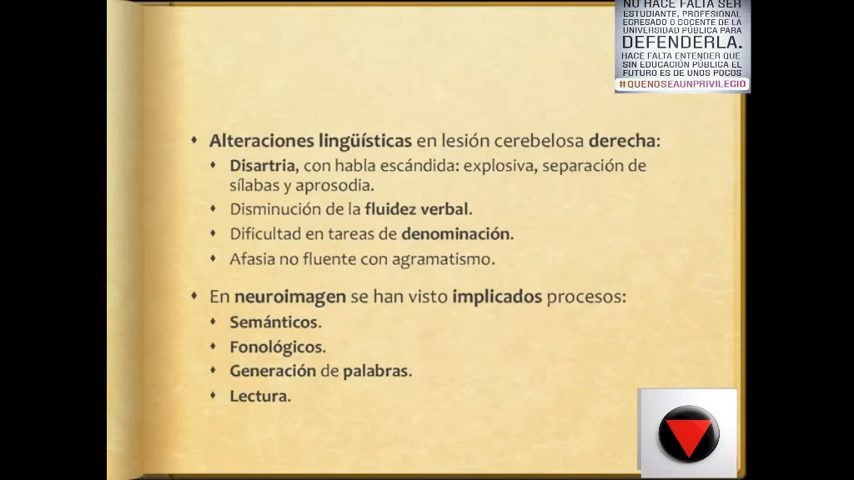 NO HACE FALTA SER
ESTUDIANTE, PROFESIONAL
EGRESADO O DOCENTE DE LA
UNIVERSIDAD PÚBLICA PARA
DEFENDERLA.
HACE FALTA ENTENDER QUE
SIN EDUCACIÓN PÚBLICA EL
FUTURO ES DE UNOS POCOS
#QUENOSEAUNPRIVILEGIO
Alteraciones lingüísticas en lesión cerebelosa derecha:
Disartria, con habla escándida: explosiva, separación de
sílabas y aprosodia.
Disminución de la fluidez verbal.
Dificultad en tareas de denominación.
Afasia no fluente con agramatismo.
En neuroimagen se han visto implicados procesos:
Semánticos.
Fonológicos.
Generación de palabras.
Lectura.